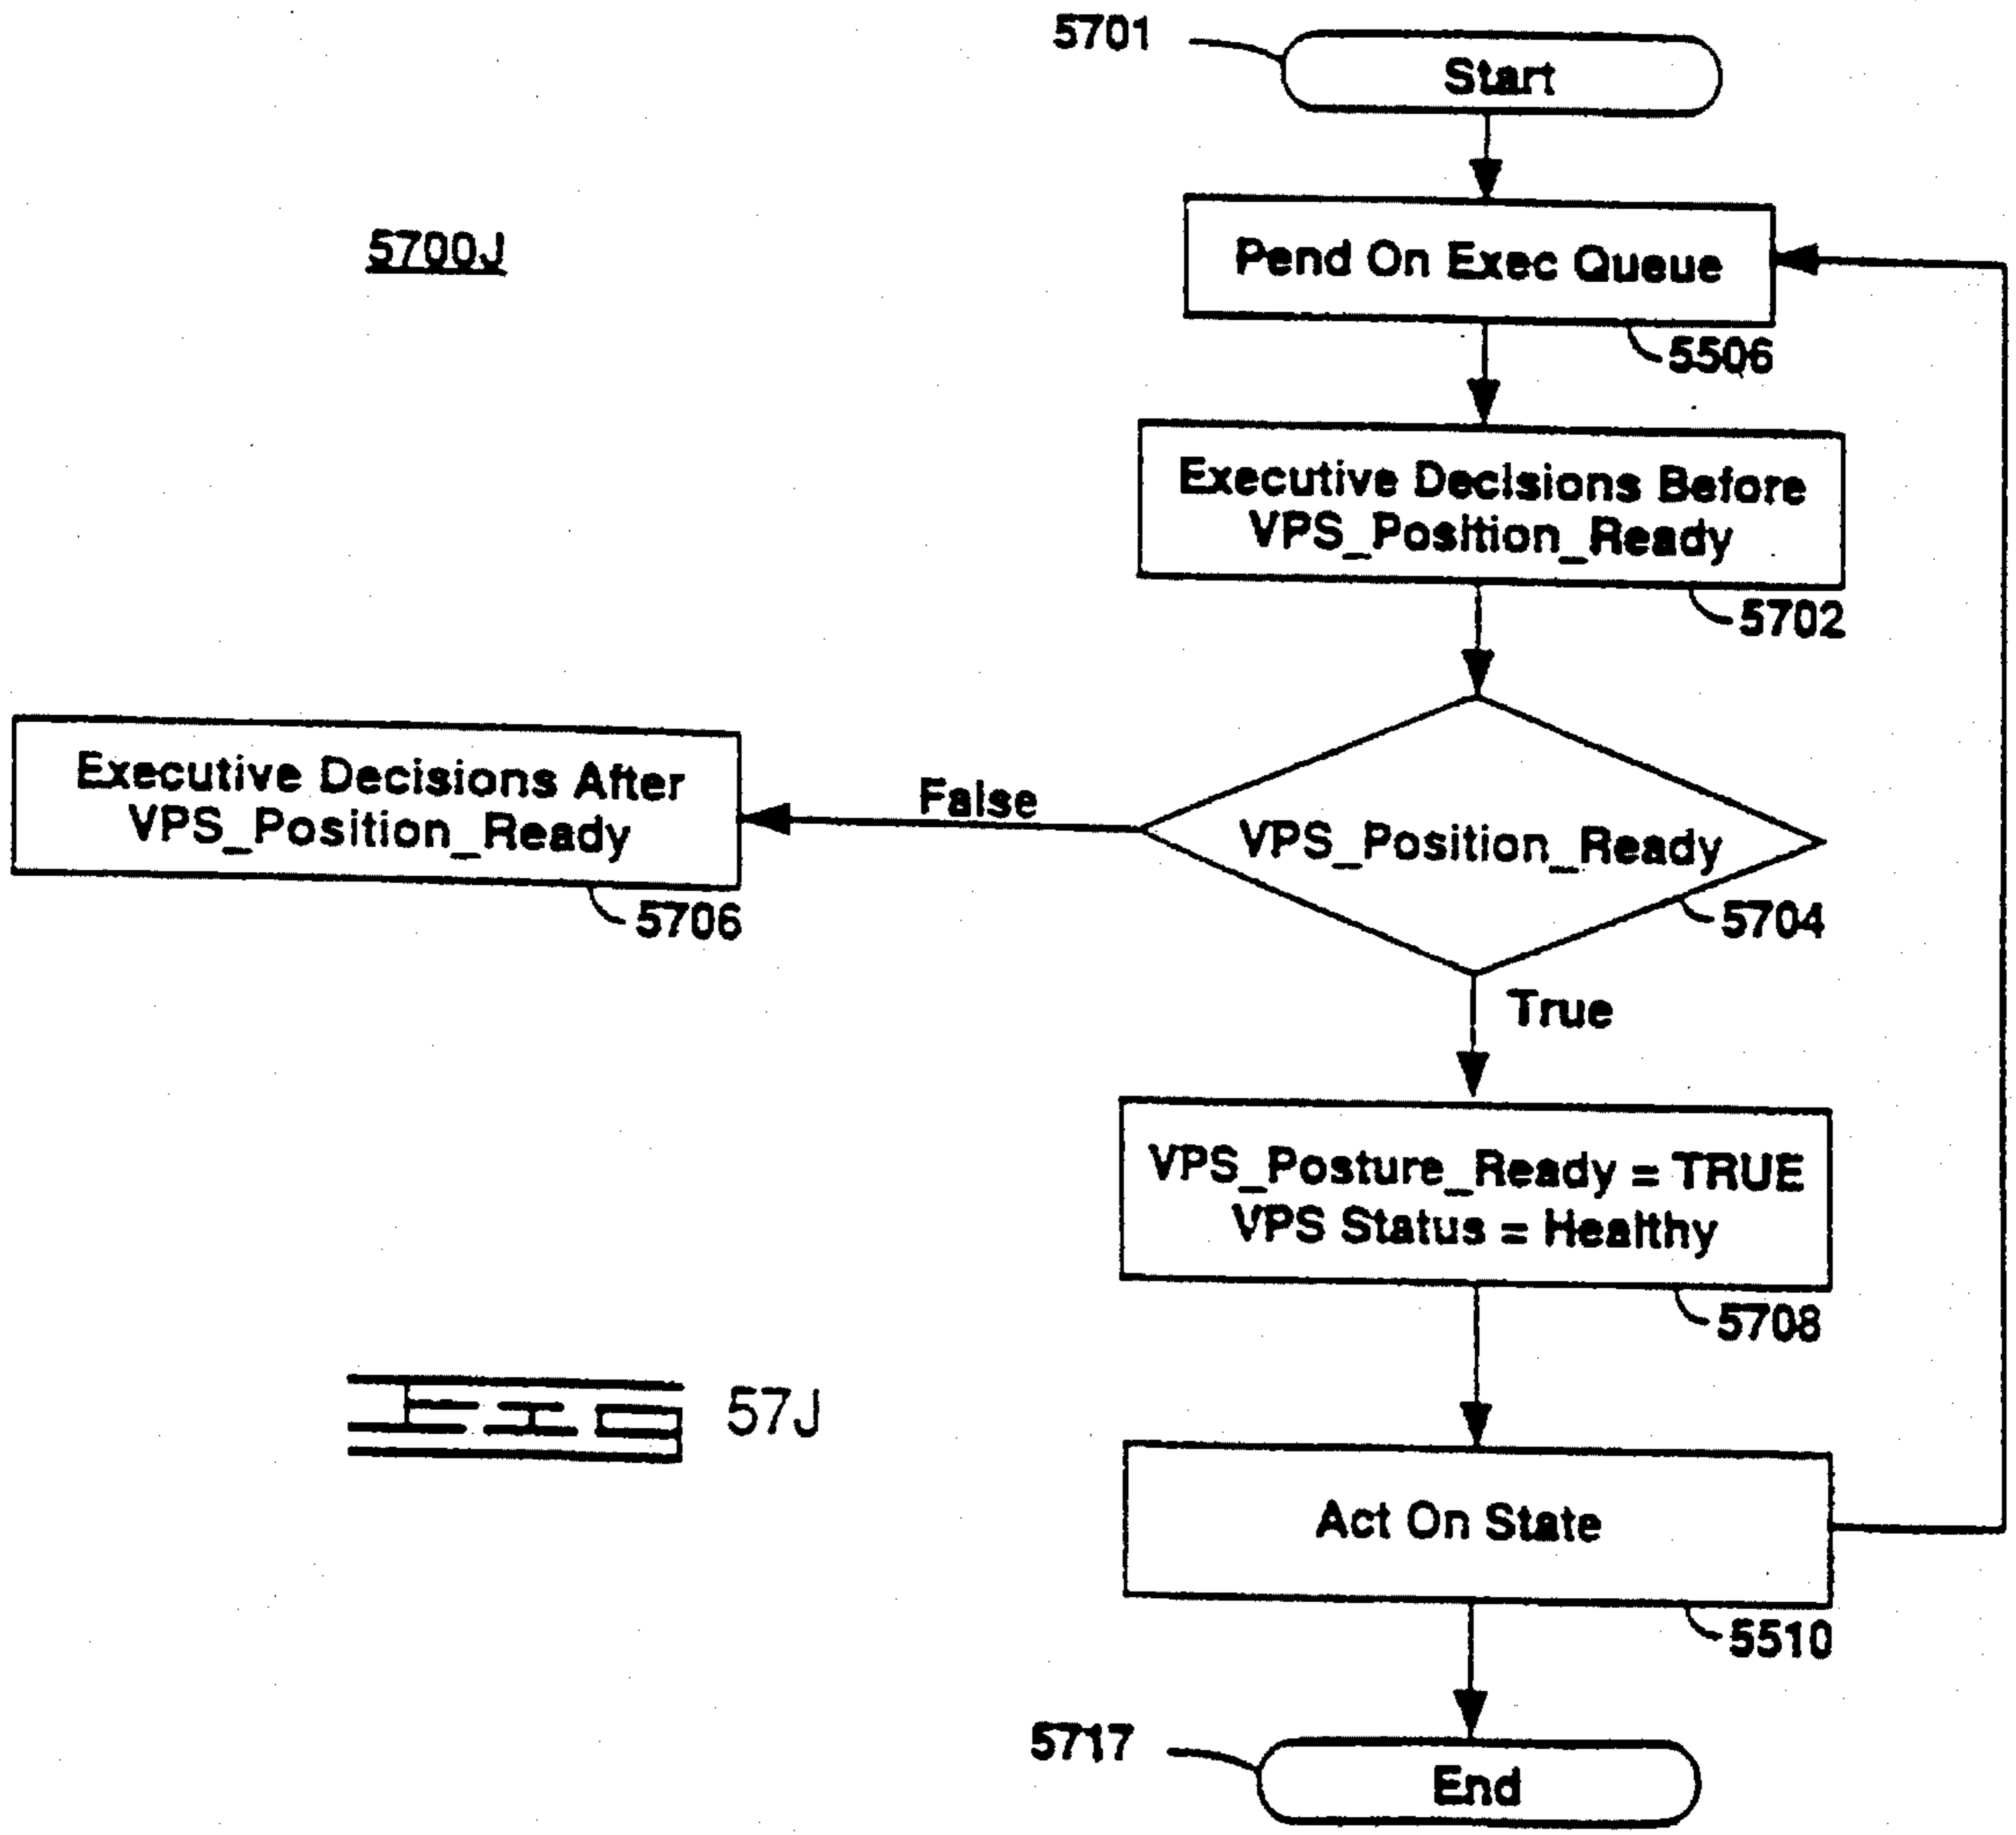 5701
Start
5700J
Pend On Exec Queue
5506
Executive Decisions Before
VPS_Position_Ready
5702
Executive Decisions After
VPS_Position_Ready
5706
False
VPS_Position_Ready
5704
True
VPS_Posture_Ready = TRUE
VPS Status = Healthy
5708
FIG 57J
Act On State
5510
5717
End